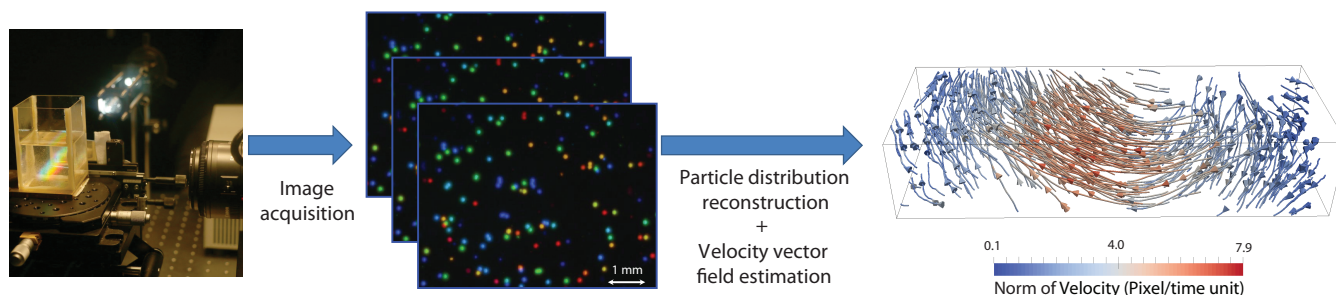 Image
acquisition
1 mm
Particle distribution
reconstruction
+
Velocity vector
field estimation
0.1 4.0 7.9
Norm of Velocity (Pixel/time unit)